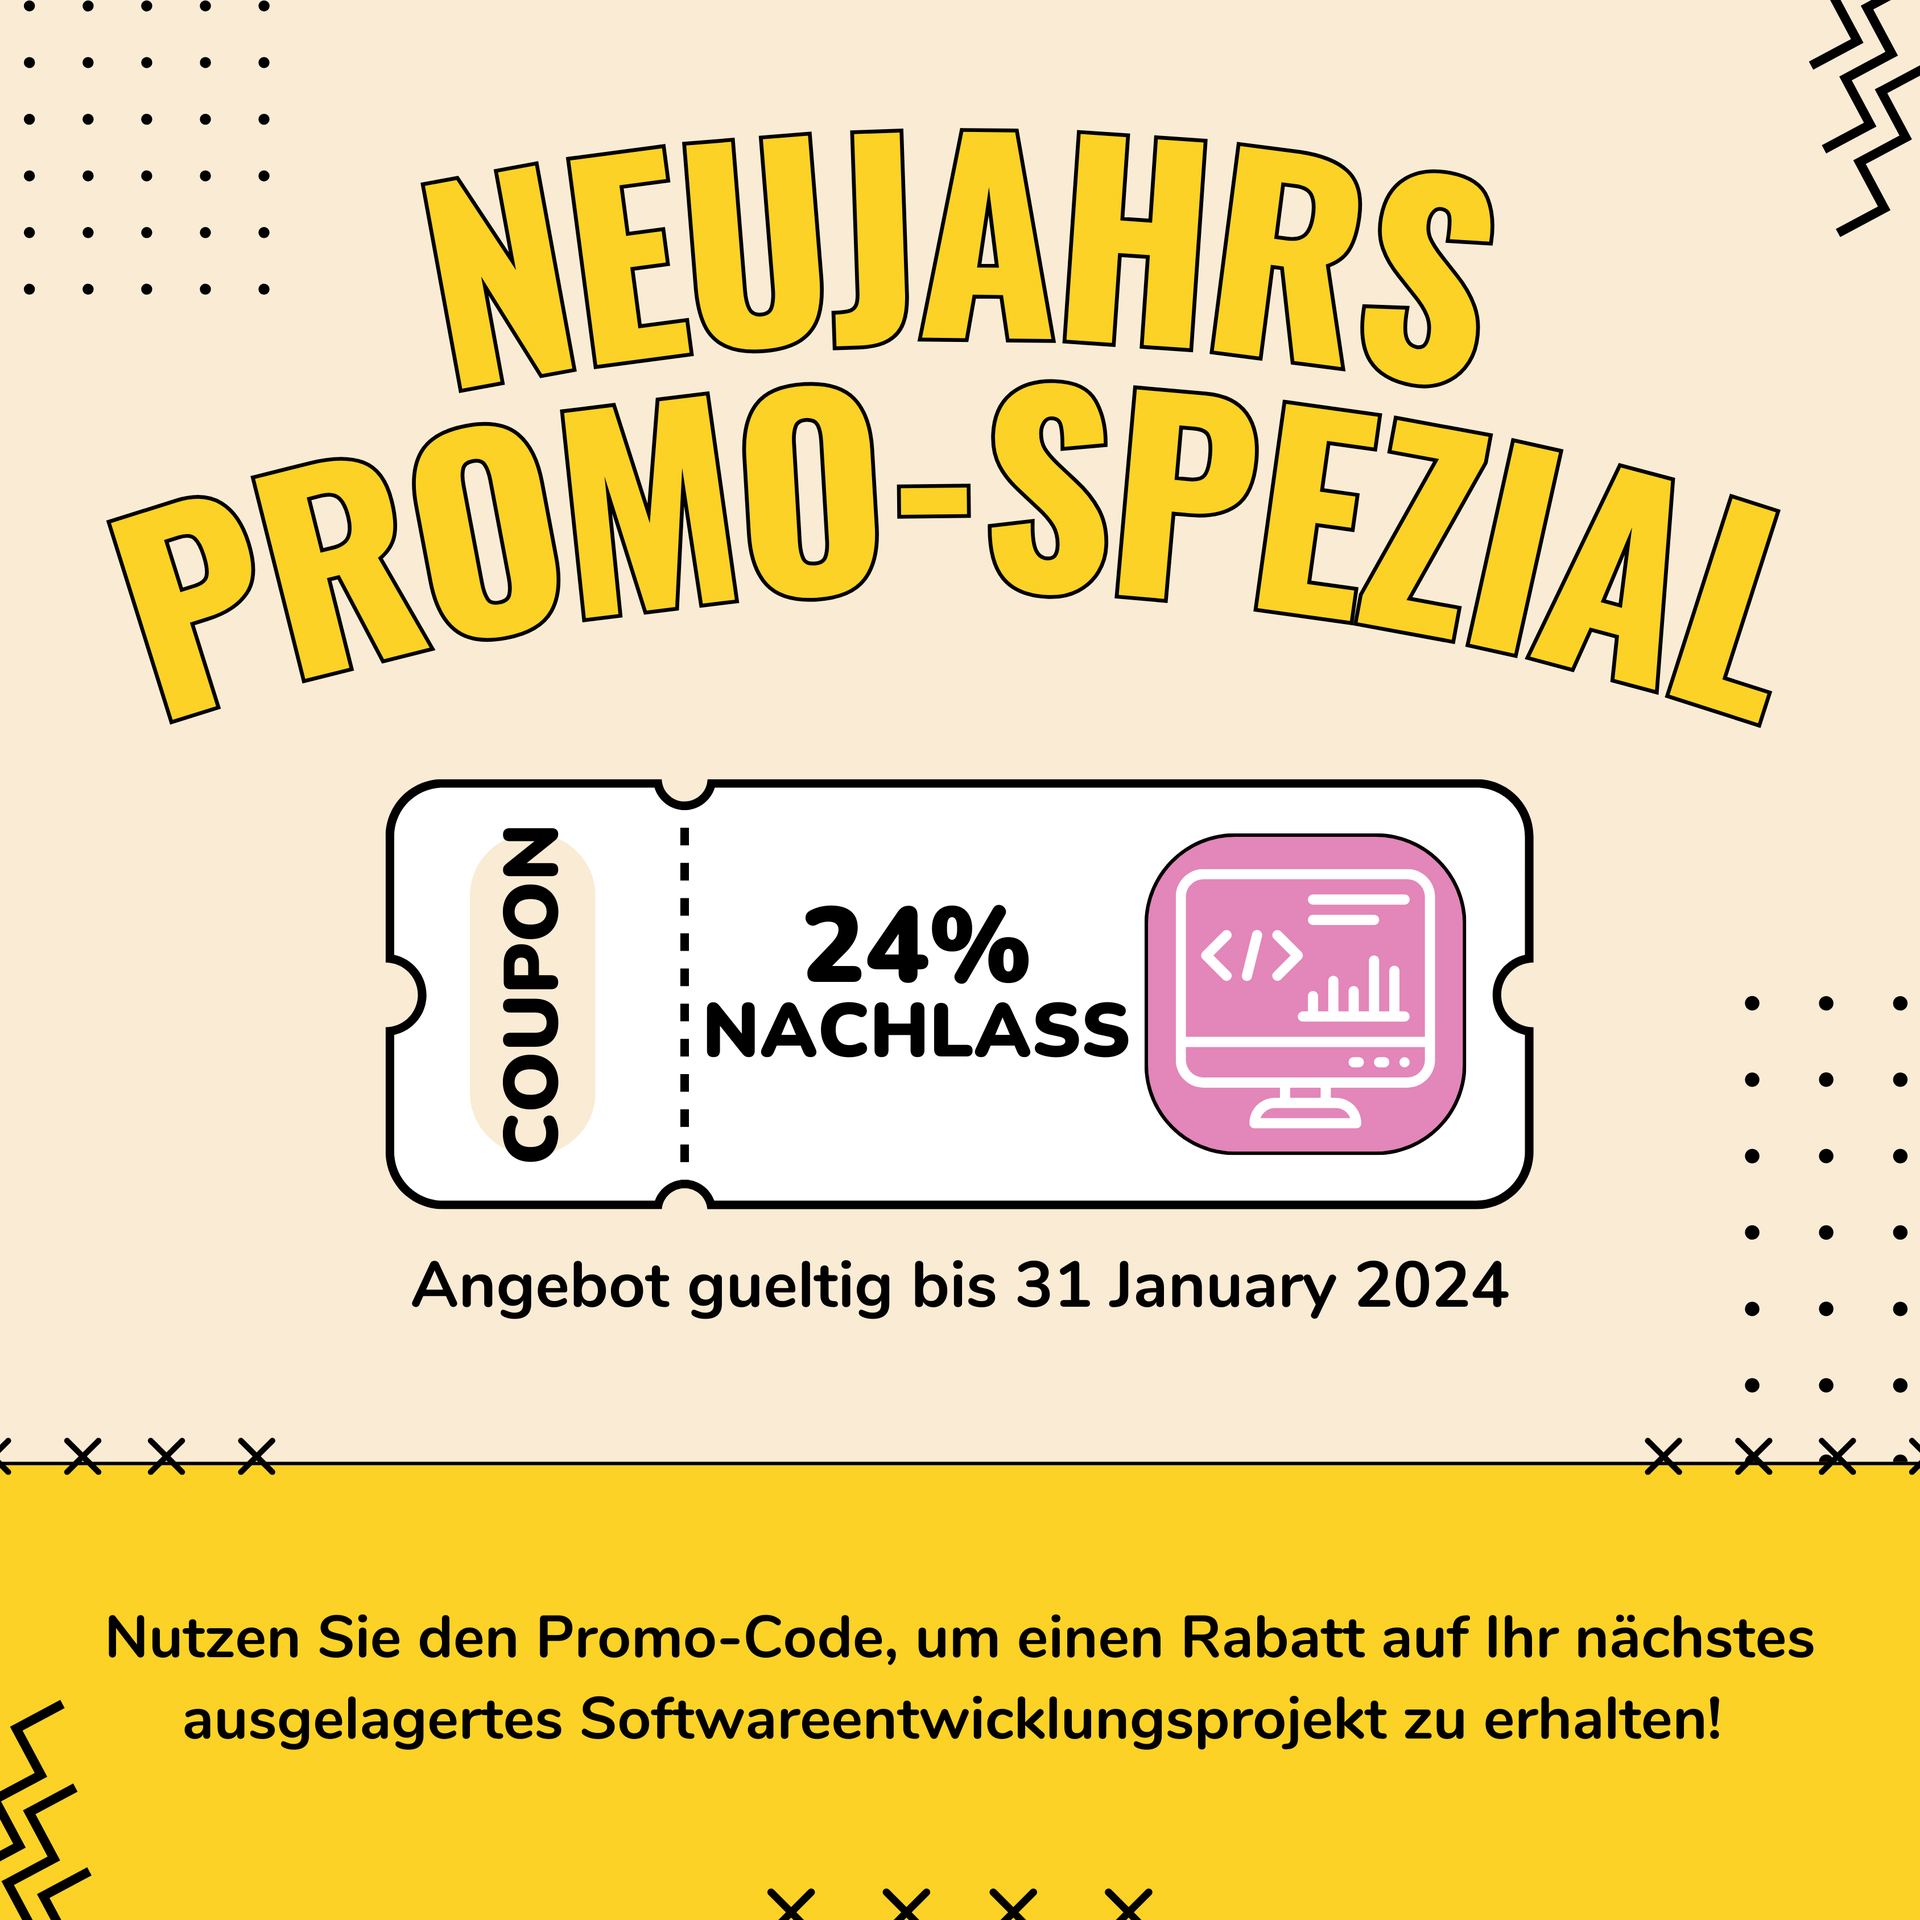 NEUJAHRS
PROMO-SPEZIAL
COUPON
24%
NACHLASS
</>
Angebot gueltig bis 31 January 2024
Nutzen Sie den Promo-Code, um einen Rabatt auf Ihr nächstes
ausgelagertes Softwareentwicklungsprojekt zu erhalten!